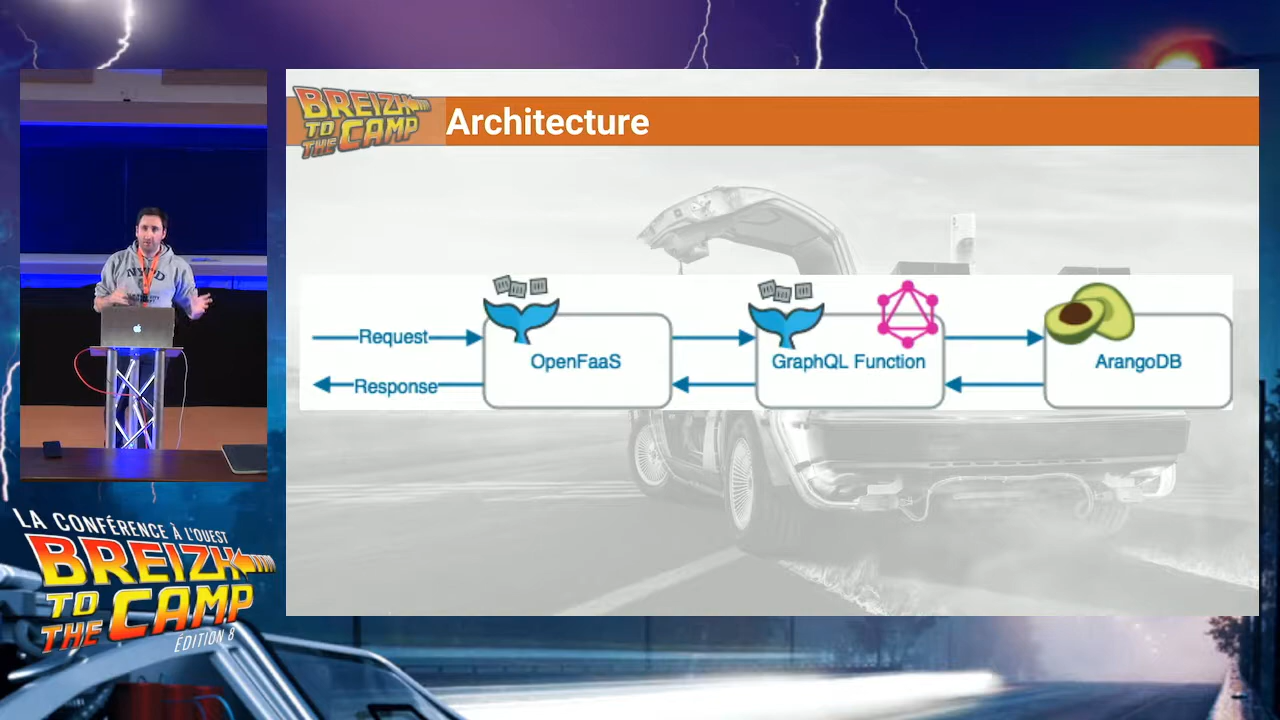 BREIZH
TO
THE CAMP
Architecture
Request
Response
OpenFaaS
GraphQL Function
ArangoDB
LA CONFÉRENCE À L'OUEST
BREIZH
TO
THE CAMP
ÉDITION 8